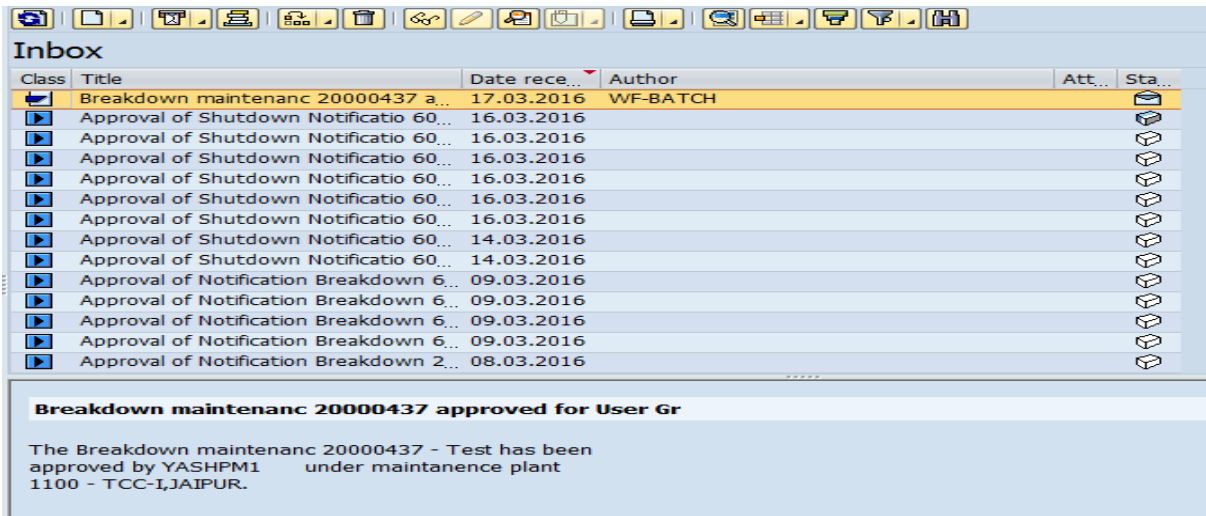 Inbox
Class Title Date rece... Author Att... Sta...
Breakdown maintenanc 20000437 a... 17.03.2016 WF-BATCH
Approval of Shutdown Notificatio 60... 16.03.2016
Approval of Shutdown Notificatio 60... 16.03.2016
Approval of Shutdown Notificatio 60... 16.03.2016
Approval of Shutdown Notificatio 60... 16.03.2016
Approval of Shutdown Notificatio 60... 16.03.2016
Approval of Shutdown Notificatio 60... 16.03.2016
Approval of Shutdown Notificatio 60... 14.03.2016
Approval of Shutdown Notificatio 60... 14.03.2016
Approval of Notification Breakdown 6... 09.03.2016
Approval of Notification Breakdown 6... 09.03.2016
Approval of Notification Breakdown 6... 09.03.2016
Approval of Notification Breakdown 6... 09.03.2016
Approval of Notification Breakdown 2... 08.03.2016
Breakdown maintenanc 20000437 approved for User Gr
The Breakdown maintenanc 20000437 - Test has been
approved by YASHPM1 under maintanence plant
1100 - TCC-I,JAIPUR.